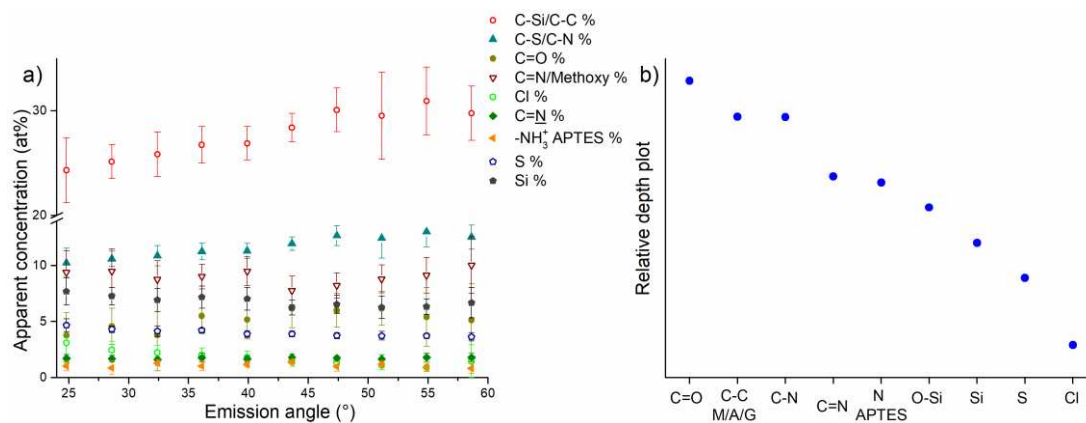 a)
Apparent concentration (at%)
30
20
10
5
0
25 30 35 40 45 50 55 60
Emission angle (°)
C-Si/C-C %
C-S/C-N %
C=O %
C=N/Methoxy %
Cl %
C=N %
-NH₃⁺ APTES %
S %
Si %
b)
Relative depth plot
C=O C-C C-N C=N N O-Si Si S Cl
M/A/G APTES